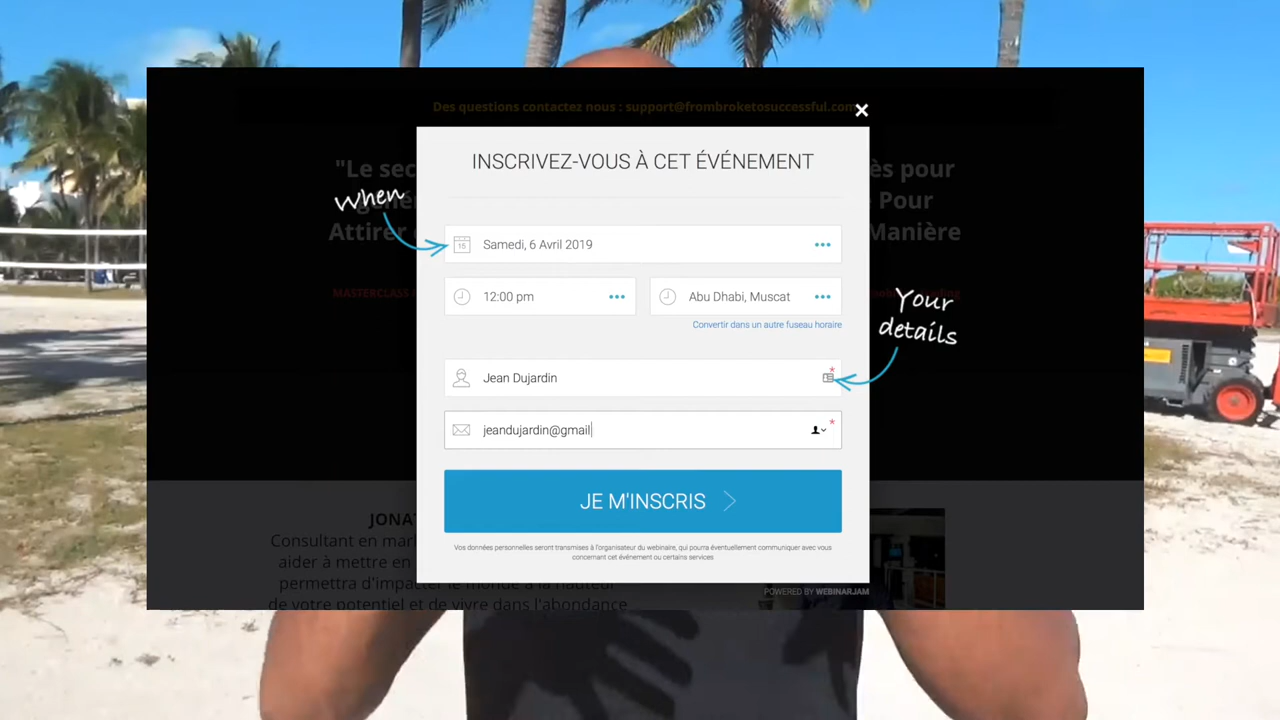 Des questions contactez nous : support@frombroketosuccessful.com
INSCRIVEZ-VOUS À CET ÉVÉNEMENT
"Le sec
ès pour
When
Pour
Attirer
Manière
15
Samedi, 6 Avril 2019
12:00 pm
Abu Dhabi, Muscat
MASTERCLASS
Convertir dans un autre fuseau horaire
Your
details
Jean Dujardin
*
jeandujardin@gmail
*
JE M'INSCRIS
Vos données personnelles seront transmises à l'organisateur du webinaire, qui pourra éventuellement communiquer avec vous
concernant cet événement ou certains services
JONAT
Consultant en mar
aider à mettre en
permettra d'impacter le monde à la hauteur
de votre potentiel et de vivre dans l'abondance
POWERED BY WEBINARJAM